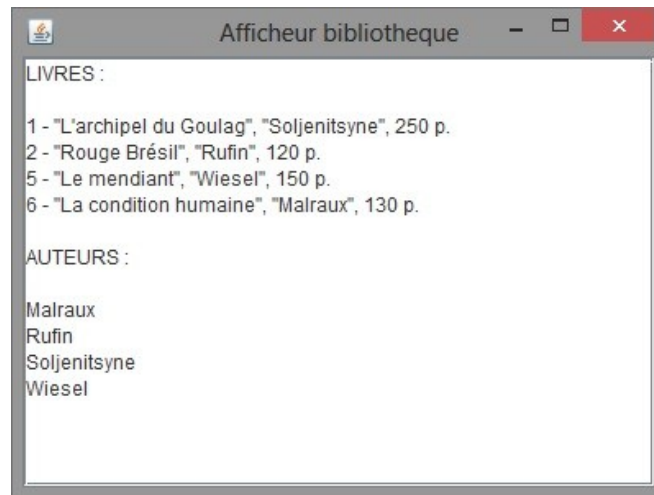 Afficheur bibliotheque
LIVRES :
1 - "L'archipel du Goulag", "Soljenitsyne", 250 p.
2 - "Rouge Brésil", "Rufin", 120 p.
5 - "Le mendiant", "Wiesel", 150 p.
6 - "La condition humaine", "Malraux", 130 p.
AUTEURS :
Malraux
Rufin
Soljenitsyne
Wiesel